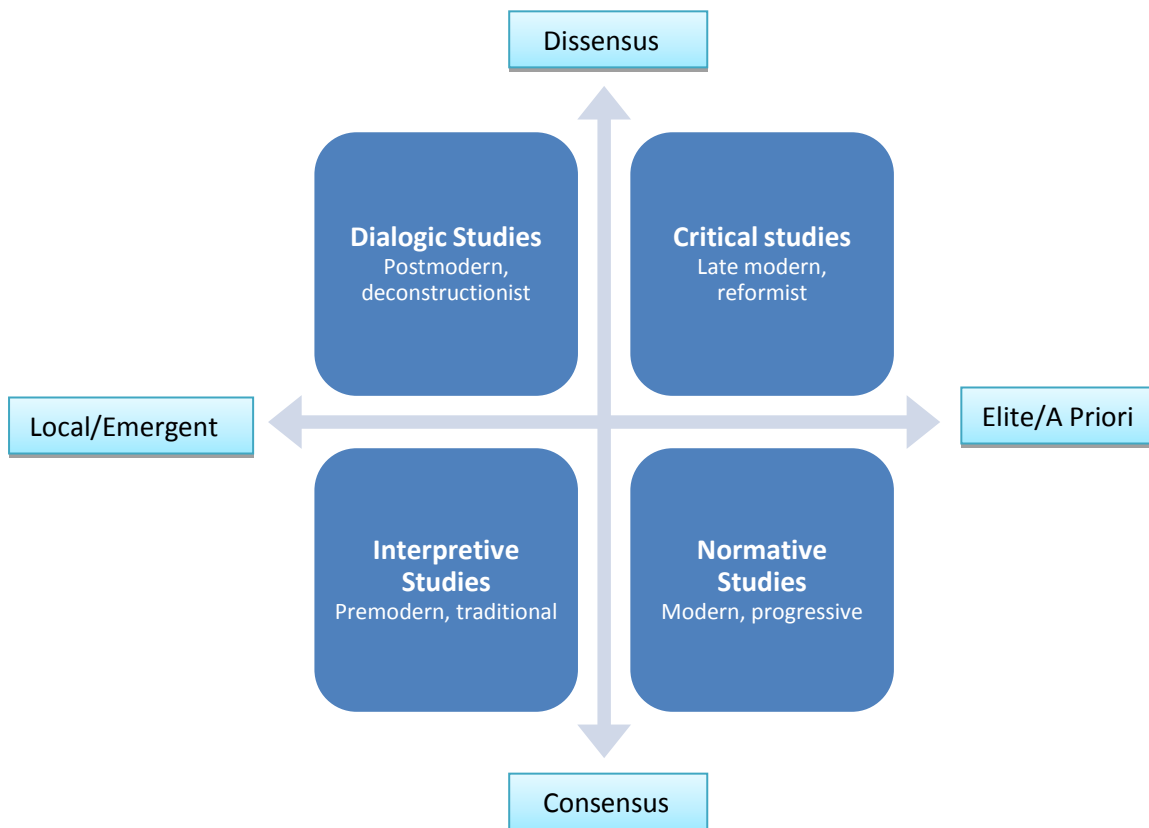 Dissensus
Dialogic Studies
Postmodern,
deconstructionist
Critical studies
Late modern,
reformist
Local/Emergent
Elite/A Priori
Interpretive
Studies
Premodern, traditional
Normative
Studies
Modern, progressive
Consensus